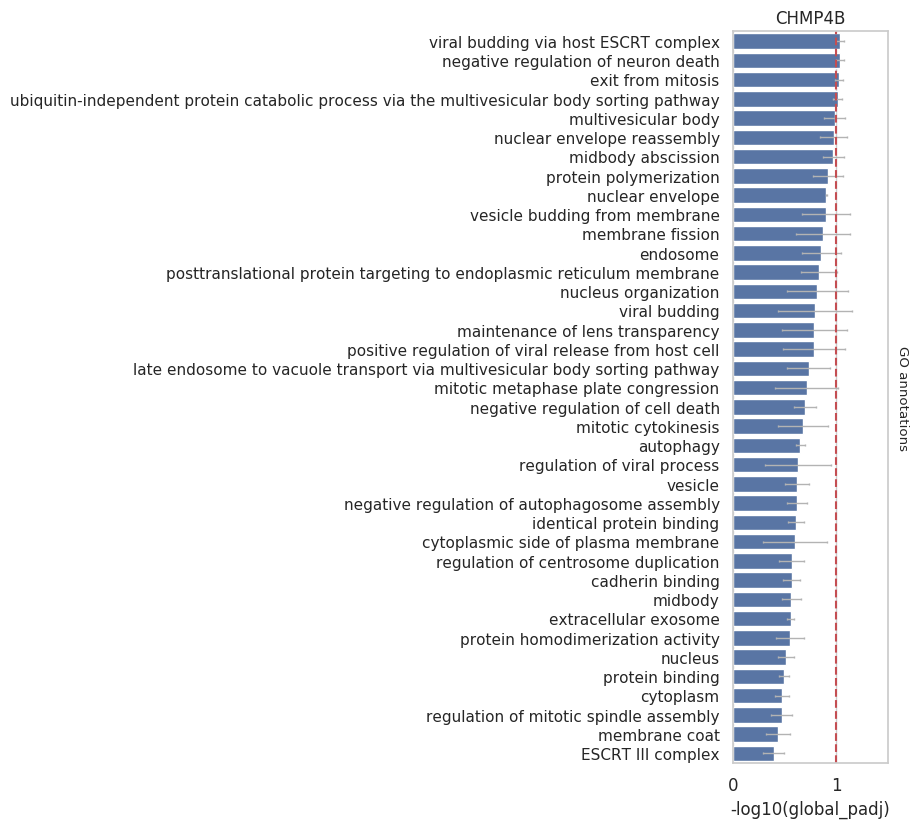 CHMP4B
viral budding via host ESCRT complex
negative regulation of neuron death
exit from mitosis
ubiquitin-independent protein catabolic process via the multivesicular body sorting pathway
multivesicular body
nuclear envelope reassembly
midbody abscission
protein polymerization
nuclear envelope
vesicle budding from membrane
membrane fission
endosome
posttranslational protein targeting to endoplasmic reticulum membrane
nucleus organization
viral budding
maintenance of lens transparency
positive regulation of viral release from host cell
late endosome to vacuole transport via multivesicular body sorting pathway
mitotic metaphase plate congression
negative regulation of cell death
mitotic cytokinesis
autophagy
regulation of viral process
vesicle
negative regulation of autophagosome assembly
identical protein binding
cytoplasmic side of plasma membrane
regulation of centrosome duplication
cadherin binding
midbody
extracellular exosome
protein homodimerization activity
nucleus
protein binding
cytoplasm
regulation of mitotic spindle assembly
membrane coat
ESCRT III complex
GO annotations
0 1
-log10(global_padj)